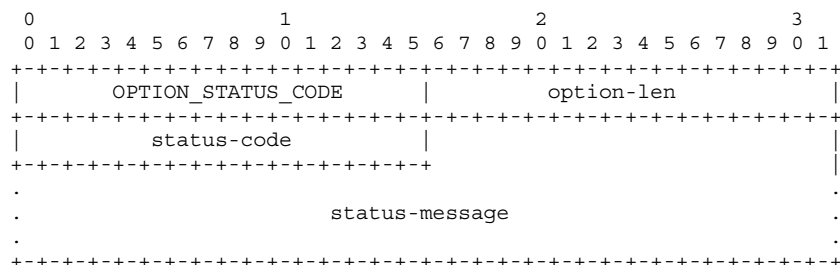 0                   1                   2                   3
 0 1 2 3 4 5 6 7 8 9 0 1 2 3 4 5 6 7 8 9 0 1 2 3 4 5 6 7 8 9 0 1
+-+-+-+-+-+-+-+-+-+-+-+-+-+-+-+-+-+-+-+-+-+-+-+-+-+-+-+-+-+-+-+-+
|       OPTION_STATUS_CODE      |         option-len            |
+-+-+-+-+-+-+-+-+-+-+-+-+-+-+-+-+-+-+-+-+-+-+-+-+-+-+-+-+-+-+-+-+
|          status-code          |                               |
+-+-+-+-+-+-+-+-+-+-+-+-+-+-+-+-+                               |
.                                                               .
.                        status-message                         .
.                                                               .
+-+-+-+-+-+-+-+-+-+-+-+-+-+-+-+-+-+-+-+-+-+-+-+-+-+-+-+-+-+-+-+-+